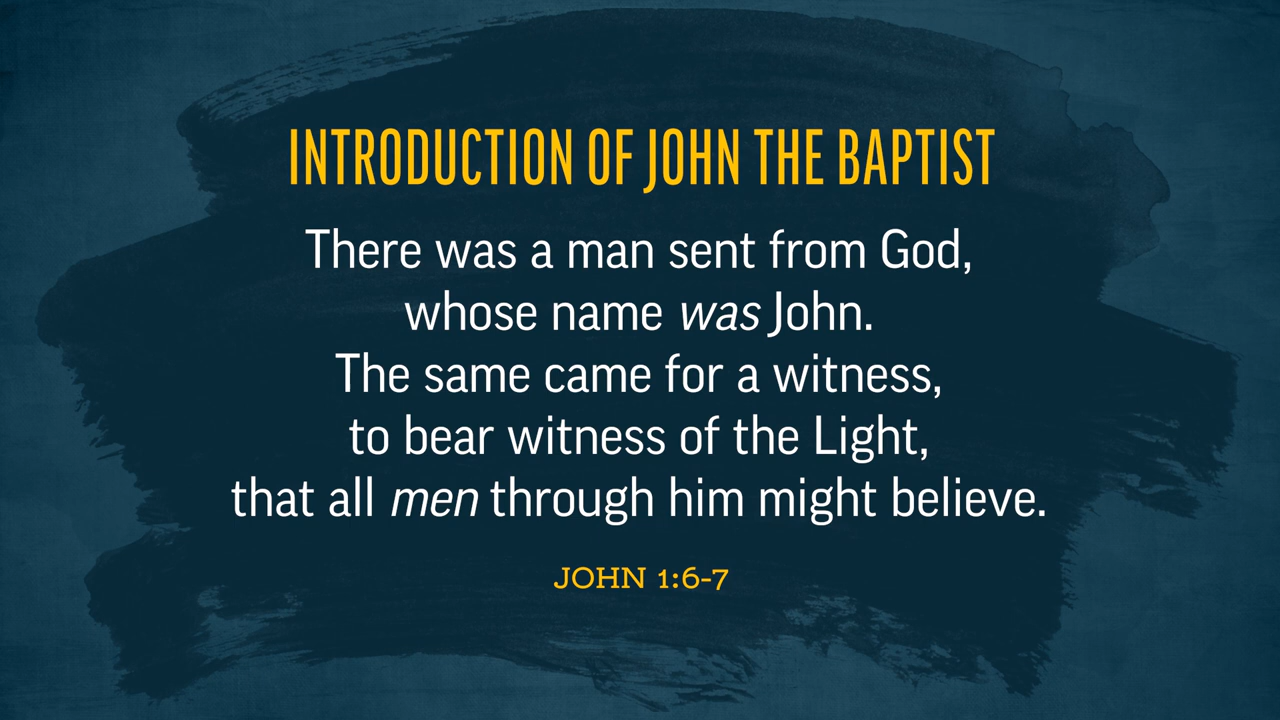 INTRODUCTION OF JOHN THE BAPTIST
There was a man sent from God,
whose name was John.
The same came for a witness,
to bear witness of the Light,
that all men through him might believe.
JOHN 1:6-7